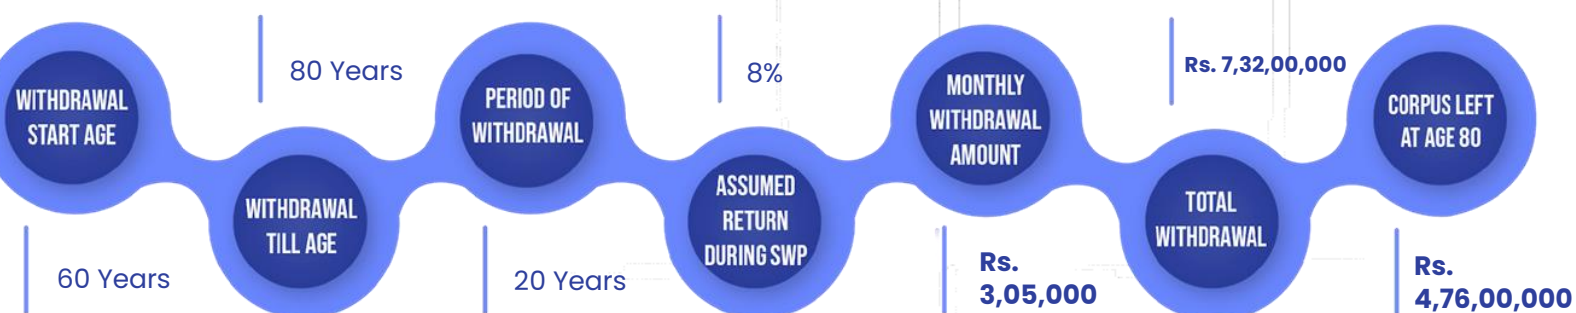 WITHDRAWAL
START AGE
60 Years
80 Years
WITHDRAWAL
TILL AGE
PERIOD OF
WITHDRAWAL
20 Years
8%
ASSUMED
RETURN
DURING SWP
MONTHLY
WITHDRAWAL
AMOUNT
Rs.
3,05,000
Rs. 7,32,00,000
TOTAL
WITHDRAWAL
CORPUS LEFT
AT AGE 80
Rs.
4,76,00,000